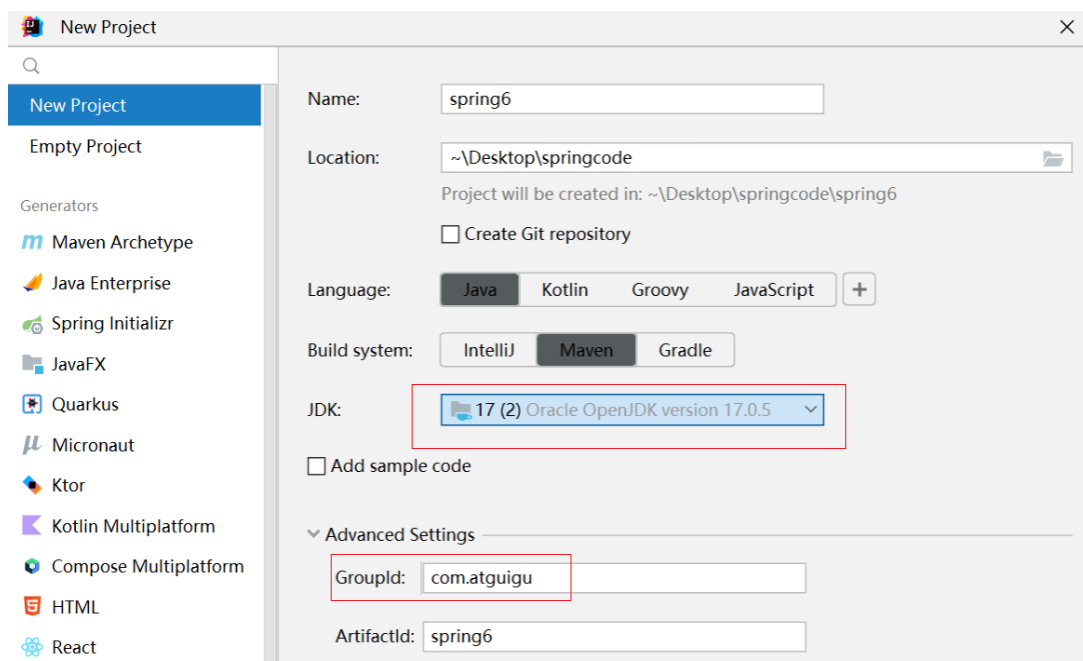 New Project
New Project
Empty Project
Generators
Maven Archetype
Java Enterprise
Spring Initializr
JavaFX
Quarkus
Micronaut
Ktor
Kotlin Multiplatform
Compose Multiplatform
HTML
React
Name: spring6
Location: ~\Desktop\springcode
Project will be created in: ~\Desktop\springcode\spring6
Create Git repository
Language: Java Kotlin Groovy JavaScript +
Build system: IntelliJ Maven Gradle
JDK: 17 (2) Oracle OpenJDK version 17.0.5
Add sample code
Advanced Settings
GroupId: com.atguigu
ArtifactId: spring6